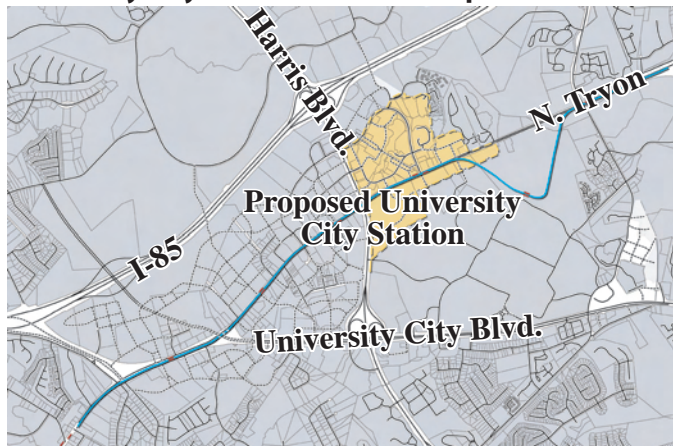 Harris Blvd.
N. Tryon
Proposed University
City Station
I-85
University City Blvd.